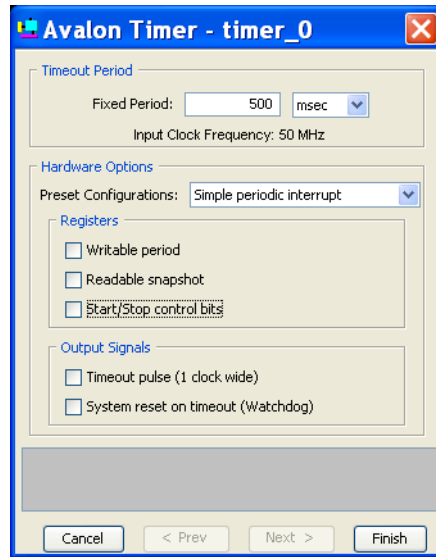 Avalon Timer - timer_0
Timeout Period
Fixed Period: 500 msec
Input Clock Frequency: 50 MHz
Hardware Options
Preset Configurations: Simple periodic interrupt
Registers
Writable period
Readable snapshot
Start/Stop control bits
Output Signals
Timeout pulse (1 clock wide)
System reset on timeout (Watchdog)
Cancel < Prev Next > Finish